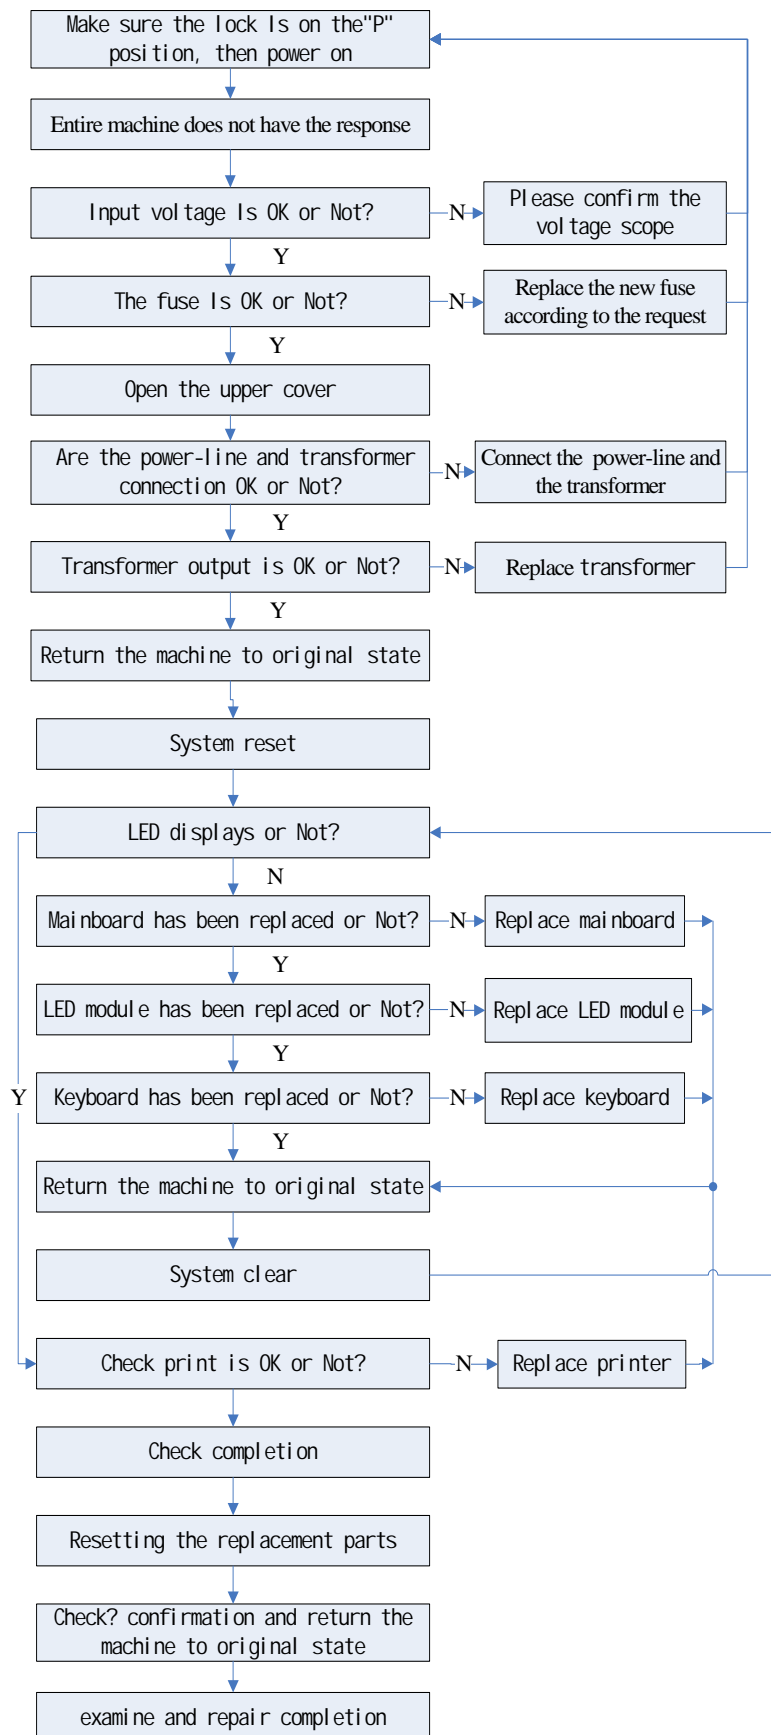 Make sure the lock Is on the"P"
position, then power on
Entire machine does not have the response
Input voltage Is OK or Not?
N
Please confirm the
voltage scope
Y
The fuse Is OK or Not?
N
Replace the new fuse
according to the request
Y
Open the upper cover
Are the power-line and transformer
connection OK or Not?
N
Connect the power-line and
the transformer
Y
Transformer output is OK or Not?
N
Replace transformer
Y
Return the machine to original state
System reset
LED displays or Not?
N
Mainboard has been replaced or Not?
N
Replace mainboard
Y
LED module has been replaced or Not?
N
Replace LED module
Y
Y
Keyboard has been replaced or Not?
N
Replace keyboard
Y
Return the machine to original state
System clear
Check print is OK or Not?
N
Replace printer
Check completion
Resetting the replacement parts
Check? confirmation and return the
machine to original state
examine and repair completion